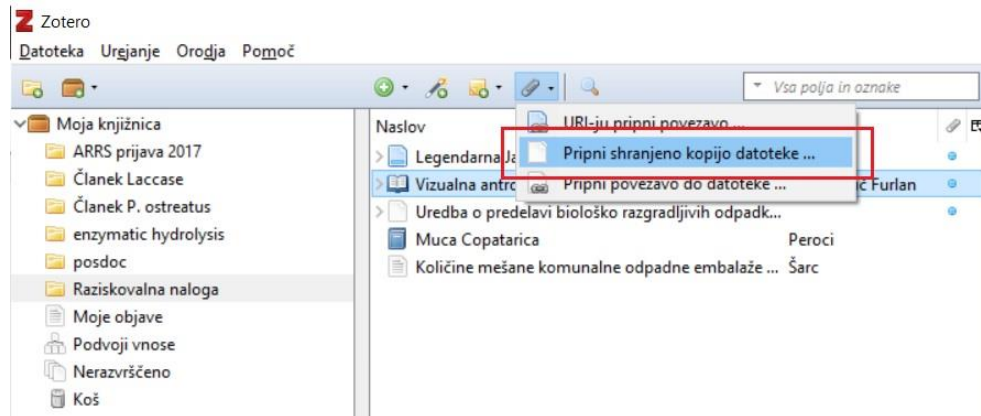 Zotero
Datoteka Urejanje Orodja Pomoč
Vsa polja in oznake
Moja knjižnica
ARRS prijava 2017
Članek Laccase
Članek P. ostreatus
enzymatic hydrolysis
posdoc
Raziskovalna naloga
Moje objave
Podvoji vnose
Nerazvrščeno
Koš
Naslov
URI-ju pripni povezavo ...
Legendarna
Pripni shranjeno kopijo datoteke ...
Vizualna antro
Pripni povezavo do datoteke ...
Furlan
Uredba o predelavi biološko razgradljivih odpadk...
Muca Copatarica Peroci
Količine mešane komunalne odpadne embalaže ... Šarc